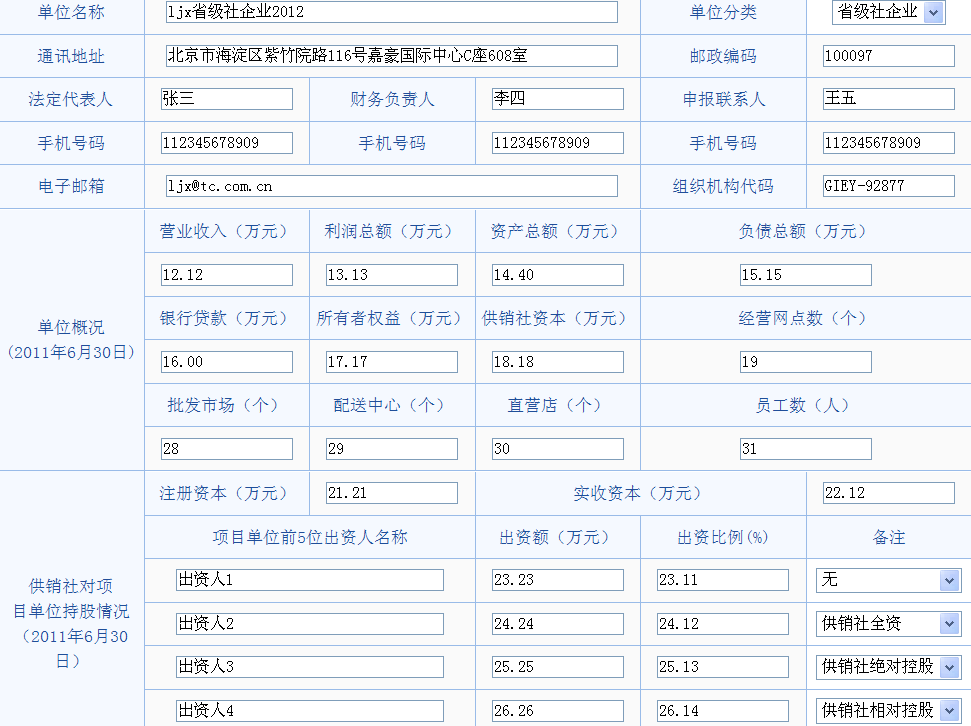 单位名称 ljx省级社企业2012 单位分类 省级社企业
通讯地址 北京市海淀区紫竹院路116号嘉豪国际中心C座608室 邮政编码 100097
法定代表人 张三 财务负责人 李四 申报联系人 王五
手机号码 112345678909 手机号码 112345678909 手机号码 112345678909
电子邮箱 ljx@tc.com.cn 组织机构代码 GIEY-92877
单位概况
(2011年6月30日)
营业收入（万元） 利润总额（万元） 资产总额（万元） 负债总额（万元）
12.12 13.13 14.40 15.15
银行贷款（万元） 所有者权益（万元） 供销社资本（万元） 经营网点数（个）
16.00 17.17 18.18 19
批发市场（个） 配送中心（个） 直营店（个） 员工数（人）
28 29 30 31
供销社对项
目单位持股情况
（2011年6月30
日）
注册资本（万元） 21.21 实收资本（万元） 22.12
项目单位前5位出资人名称 出资额（万元） 出资比例(%) 备注
出资人1 23.23 23.11 无
出资人2 24.24 24.12 供销社全资
出资人3 25.25 25.13 供销社绝对控股
出资人4 26.26 26.14 供销社相对控股